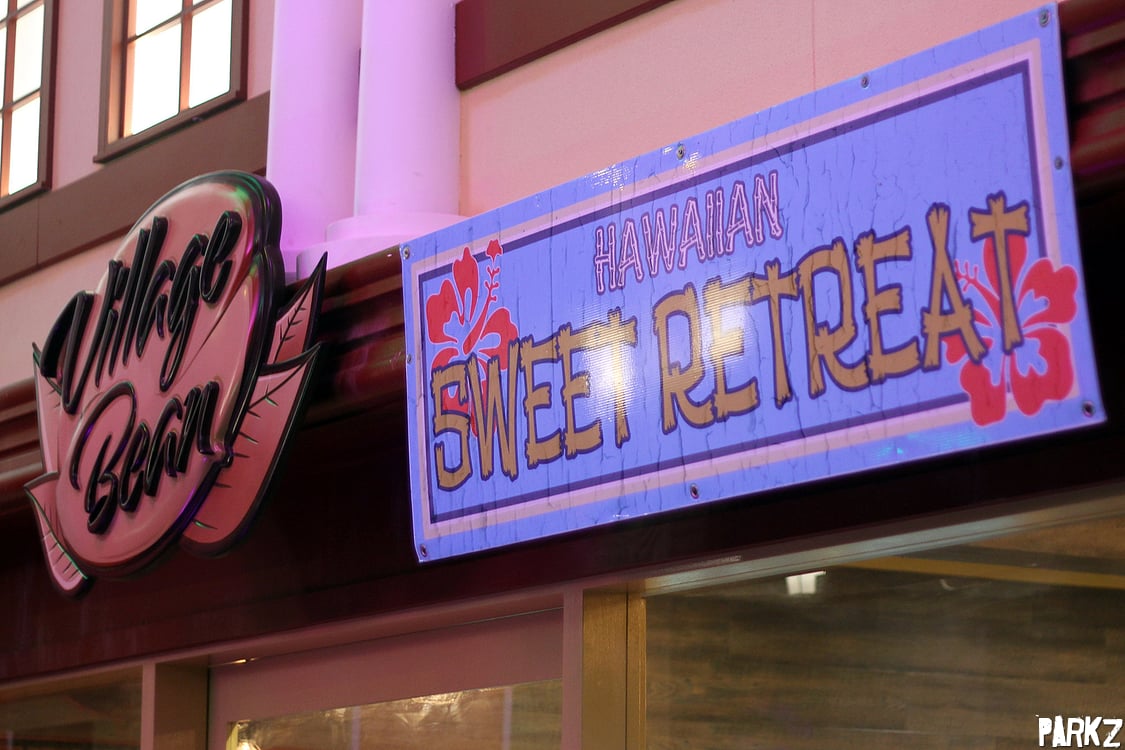 Village
Bean
HAWAIIAN
SWEET RETREAT
PARKZ